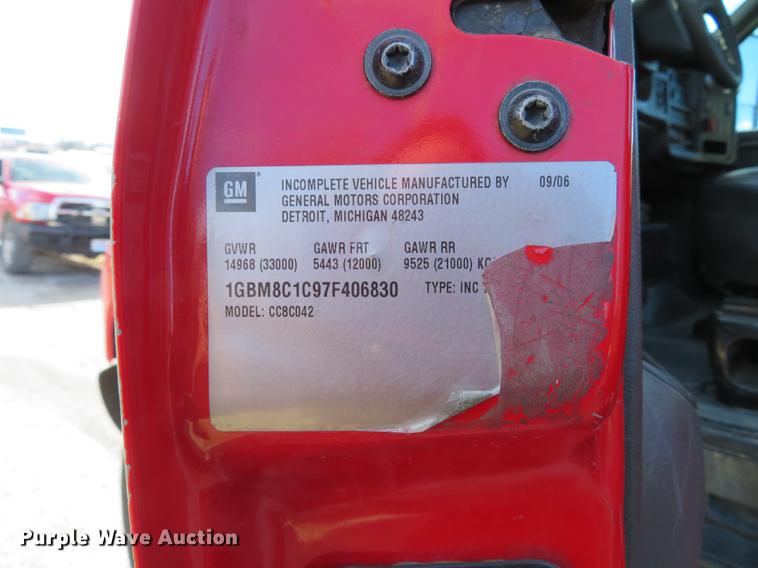 GM
INCOMPLETE VEHICLE MANUFACTURED BY 09/06
GENERAL MOTORS CORPORATION
DETROIT, MICHIGAN 48243
GVWR GAWR FRT GAWR RR
14968 (33000) 5443 (12000) 9525 (21000)
1GBM8C1C97F406830 TYPE: INC
MODEL: CC8C042
Purple Wave Auction